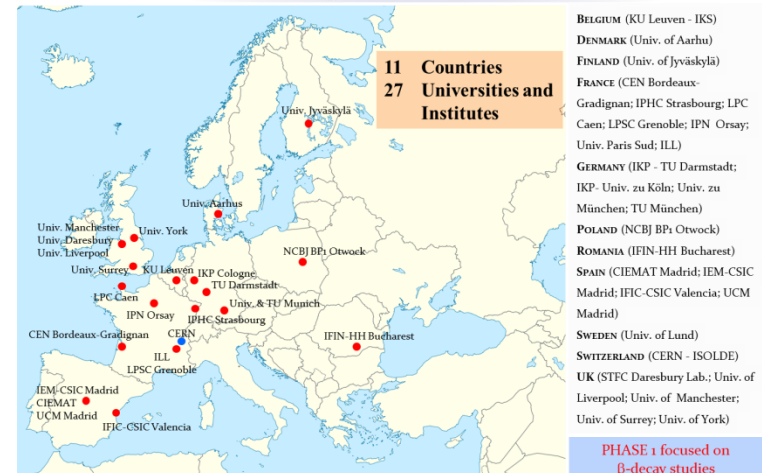 11 Countries
27 Universities and
Institutes
Univ. Jyväskylä
Univ. Aarhus
Univ. Manchester
Univ. Daresbury
Univ. Liverpool
Univ. York
NCBJ BP1 Otwock
Univ. Surrey
KU Leuven
IKP Cologne
TU Darmstadt
LPC Caen
Univ. & TU Munich
IPN Orsay
IPHC Strasbourg
CERN
CEN Bordeaux-Gradignan
IFIN-HH Bucharest
ILL
LPSC Grenoble
IEM-CSIC Madrid
CIEMAT
UCM Madrid
IFIC-CSIC Valencia
BELGIUM (KU Leuven - IKS)
DENMARK (Univ. of Aarhu)
FINLAND (Univ. of Jyväskylä)
FRANCE (CEN Bordeaux-
Gradignan; IPHC Strasbourg; LPC
Caen; LPSC Grenoble; IPN Orsay;
Univ. Paris Sud; ILL)
GERMANY (IKP - TU Darmstadt;
IKP- Univ. zu Köln; Univ. zu
München; TU München)
POLAND (NCBJ BP1 Otwock)
ROMANIA (IFIN-HH Bucharest)
SPAIN (CIEMAT Madrid; IEM-CSIC
Madrid; IFIC-CSIC Valencia; UCM
Madrid)
SWEDEN (Univ. of Lund)
SWITZERLAND (CERN - ISOLDE)
UK (STFC Daresbury Lab.; Univ. of
Liverpool; Univ. of Manchester;
Univ. of Surrey; Univ. of York)
PHASE 1 focused on
β-decay studies